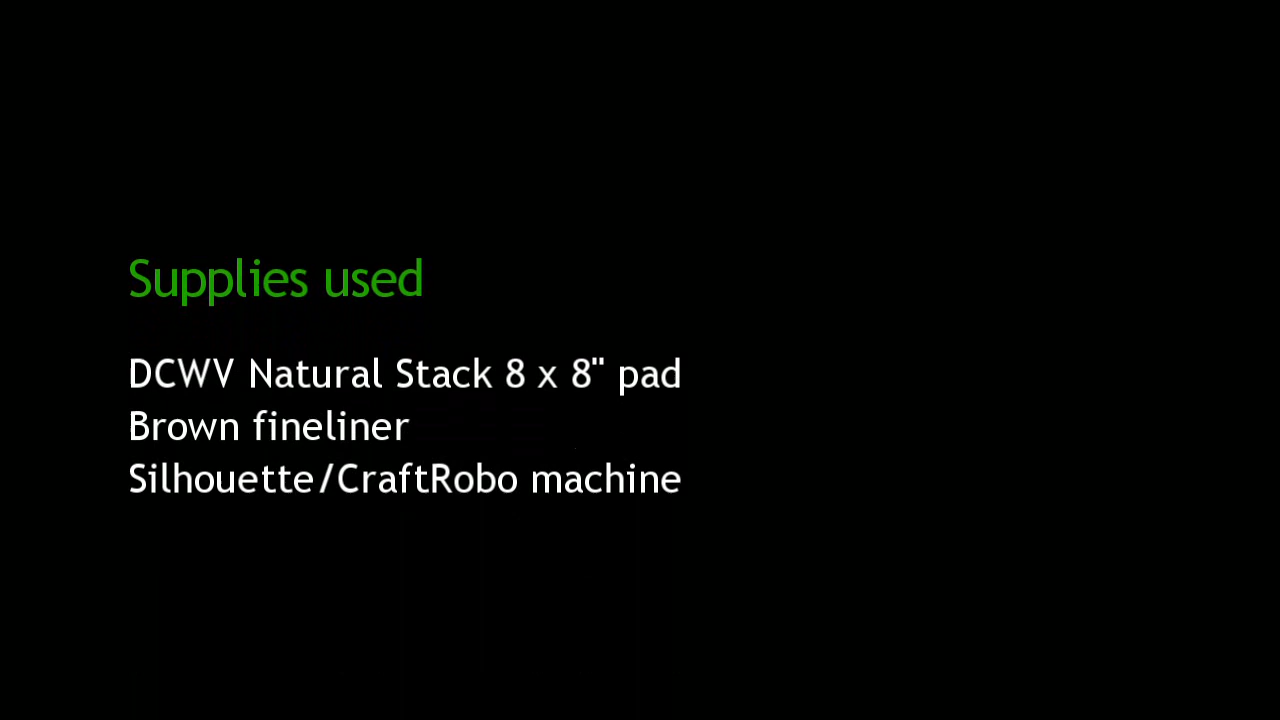 Supplies used
DCWV Natural Stack 8 x 8" pad
Brown fineliner
Silhouette/CraftRobo machine